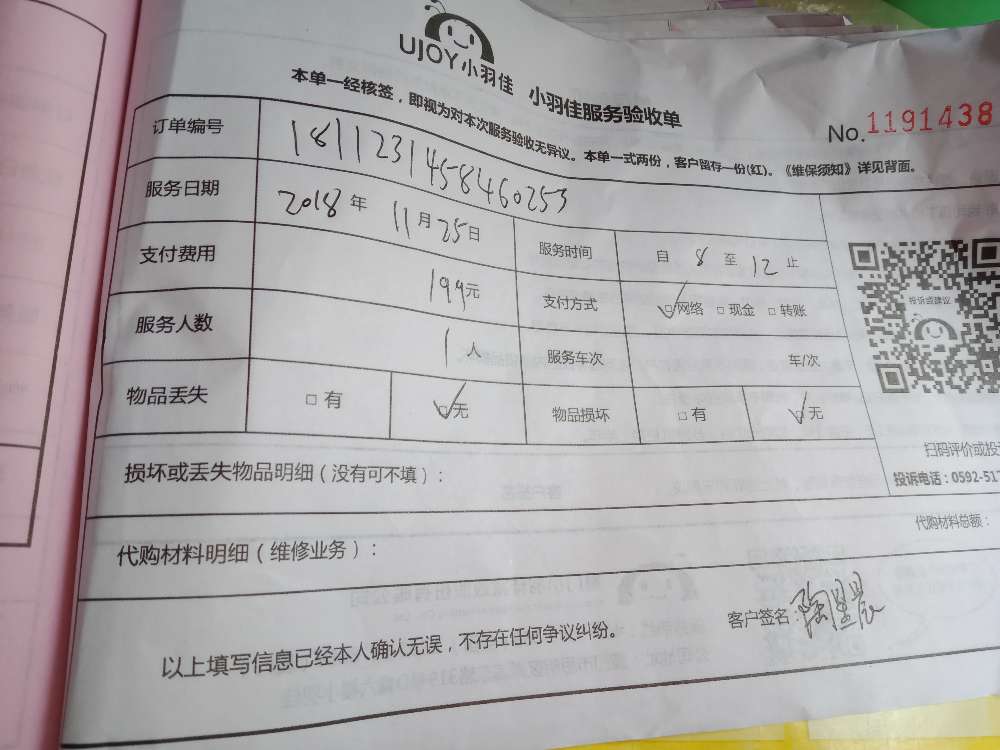 UJOY小羽佳 小羽佳服务验收单
No.1191438
本单一经核签，即视为对本次服务验收无异议。本单一式两份，客户留存一份(红)。《维保须知》详见背面。
订单编号 1811231458460253
服务日期 2018年 11月25日 服务时间 自 8 至 12 止
支付费用 199元 支付方式 ☑网络 □现金 □转账
服务人数 1人 服务车次 车/次
物品丢失 □有 ☑无 物品损坏 □有 ☑无
投诉或建议
扫码评价或投
投诉电话：0592-517
损坏或丢失物品明细（没有可不填）：
代购材料明细（维修业务）：
代购材料总额：
以上填写信息已经本人确认无误，不存在任何争议纠纷。
客户签名：陶星晨